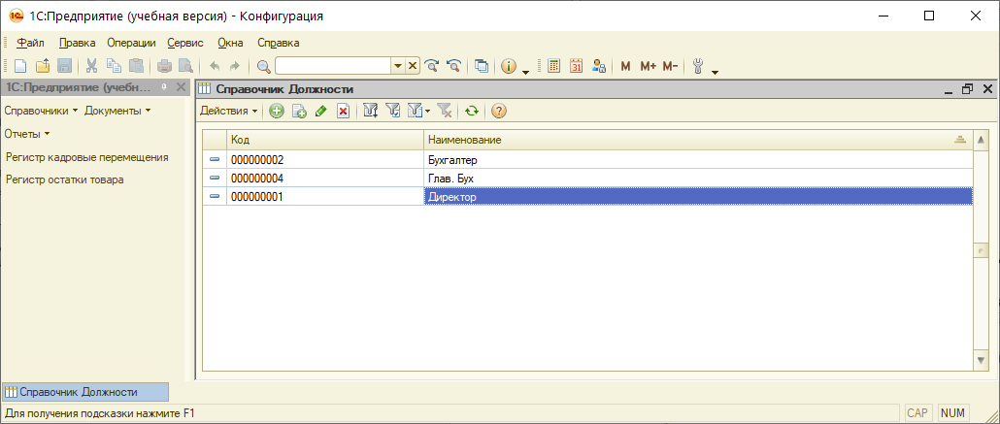 1С:Предприятие (учебная версия) - Конфигурация
Файл Правка Операции Сервис Окна Справка
31 M M+ M-
1С:Предприятие (учебн...
Справочник Должности
Справочники Документы
Отчеты
Регистр кадровые перемещения
Регистр остатки товара
Действия
Код Наименование
000000002 Бухгалтер
000000004 Глав. Бух
000000001 Директор
Справочник Должности
Для получения подсказки нажмите F1 CAP NUM